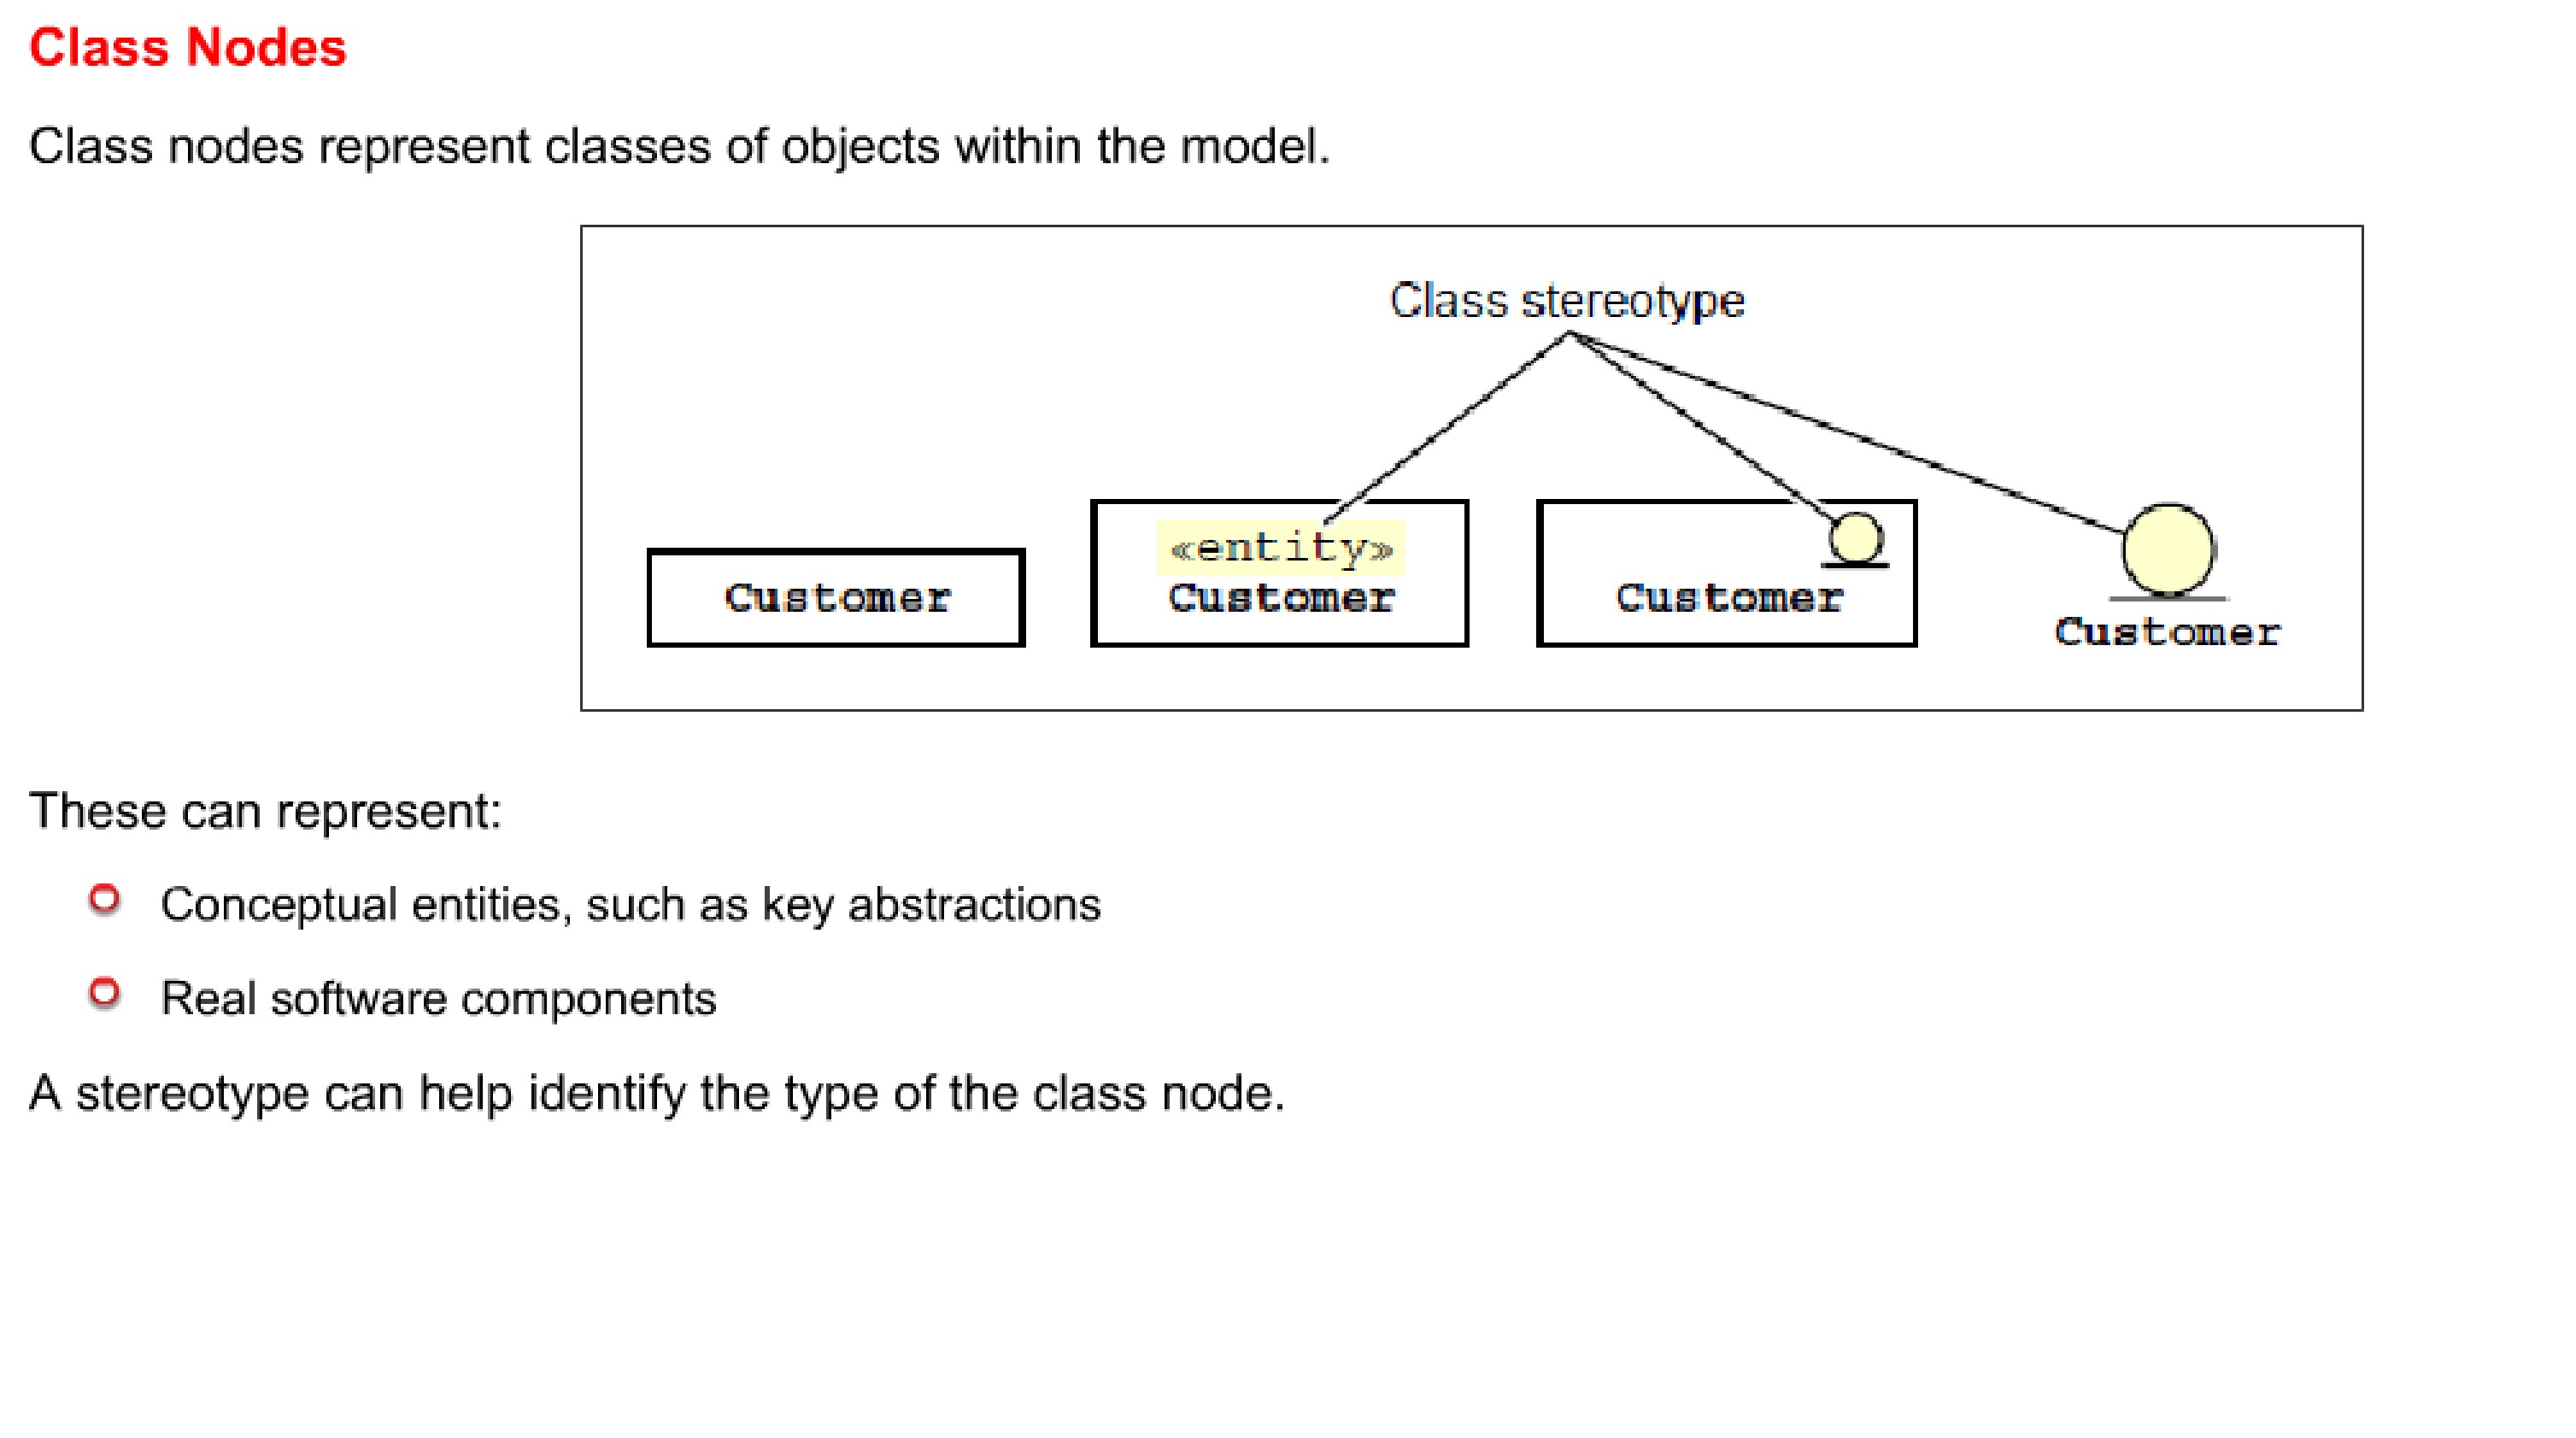 Class Nodes
Class nodes represent classes of objects within the model.
Class stereotype
Customer
«entity»
Customer
Customer
Customer
These can represent:
Conceptual entities, such as key abstractions
Real software components
A stereotype can help identify the type of the class node.